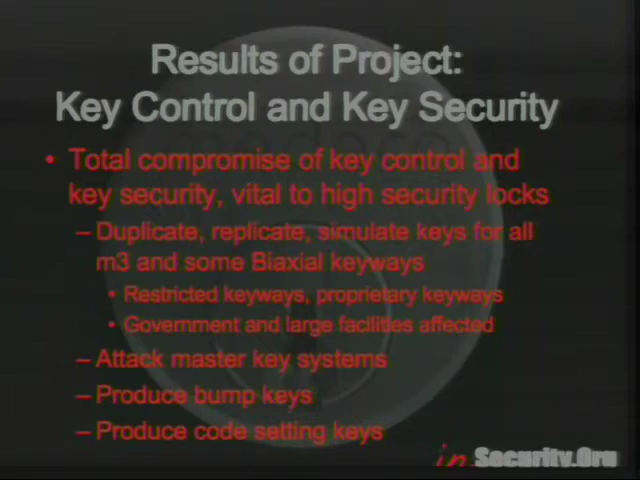 Results of Project:
Key Control and Key Security
• Total compromise of key control and
key security, vital to high security locks
– Duplicate, replicate, simulate keys for all
m3 and some Biaxial keyways
• Restricted keyways, proprietary keyways
• Government and large facilities affected
– Attack master key systems
– Produce bump keys
– Produce code setting keys
in Security.Org